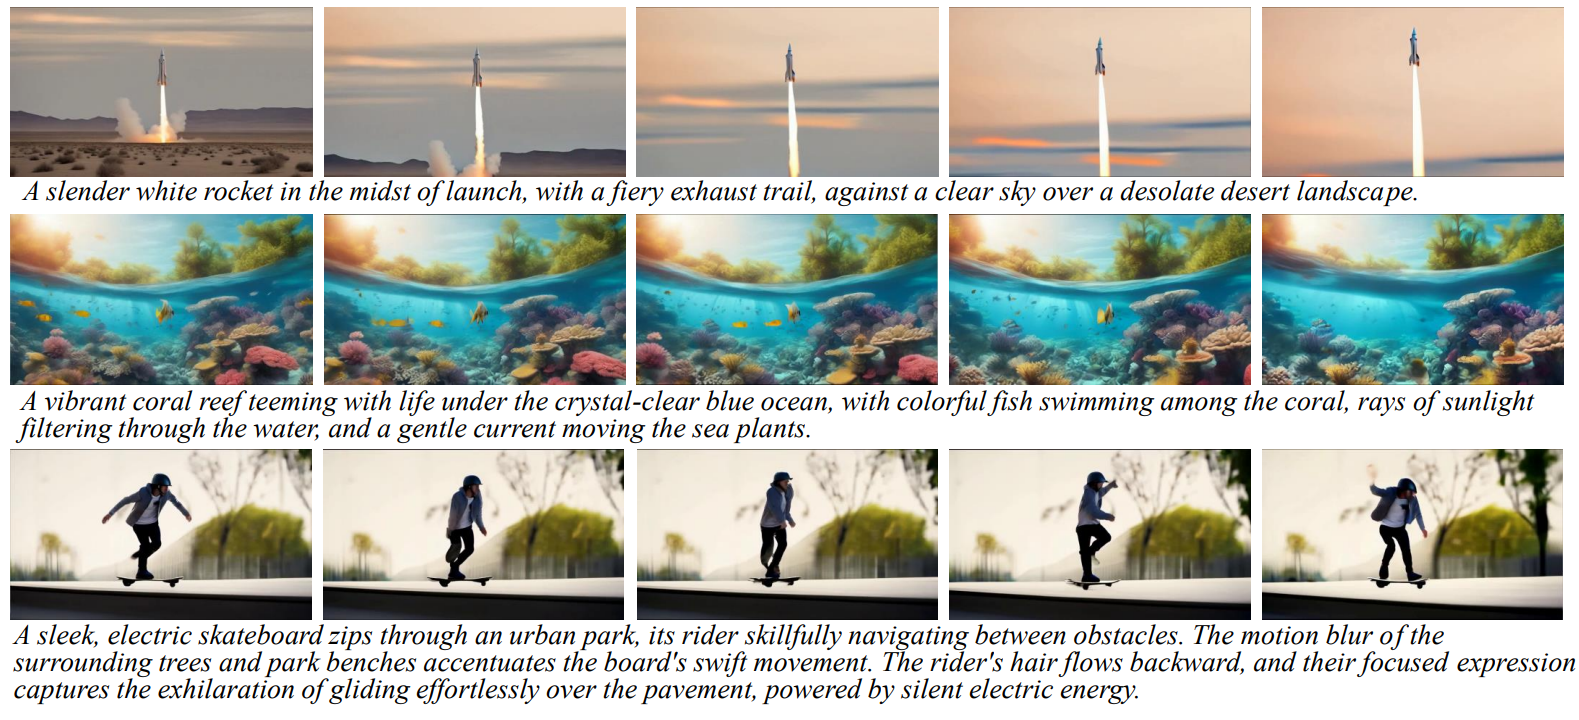 A slender white rocket in the midst of launch, with a fiery exhaust trail, against a clear sky over a desolate desert landscape.
A vibrant coral reef teeming with life under the crystal-clear blue ocean, with colorful fish swimming among the coral, rays of sunlight
filtering through the water, and a gentle current moving the sea plants.
A sleek, electric skateboard zips through an urban park, its rider skillfully navigating between obstacles. The motion blur of the
surrounding trees and park benches accentuates the board's swift movement. The rider's hair flows backward, and their focused expression
captures the exhilaration of gliding effortlessly over the pavement, powered by silent electric energy.